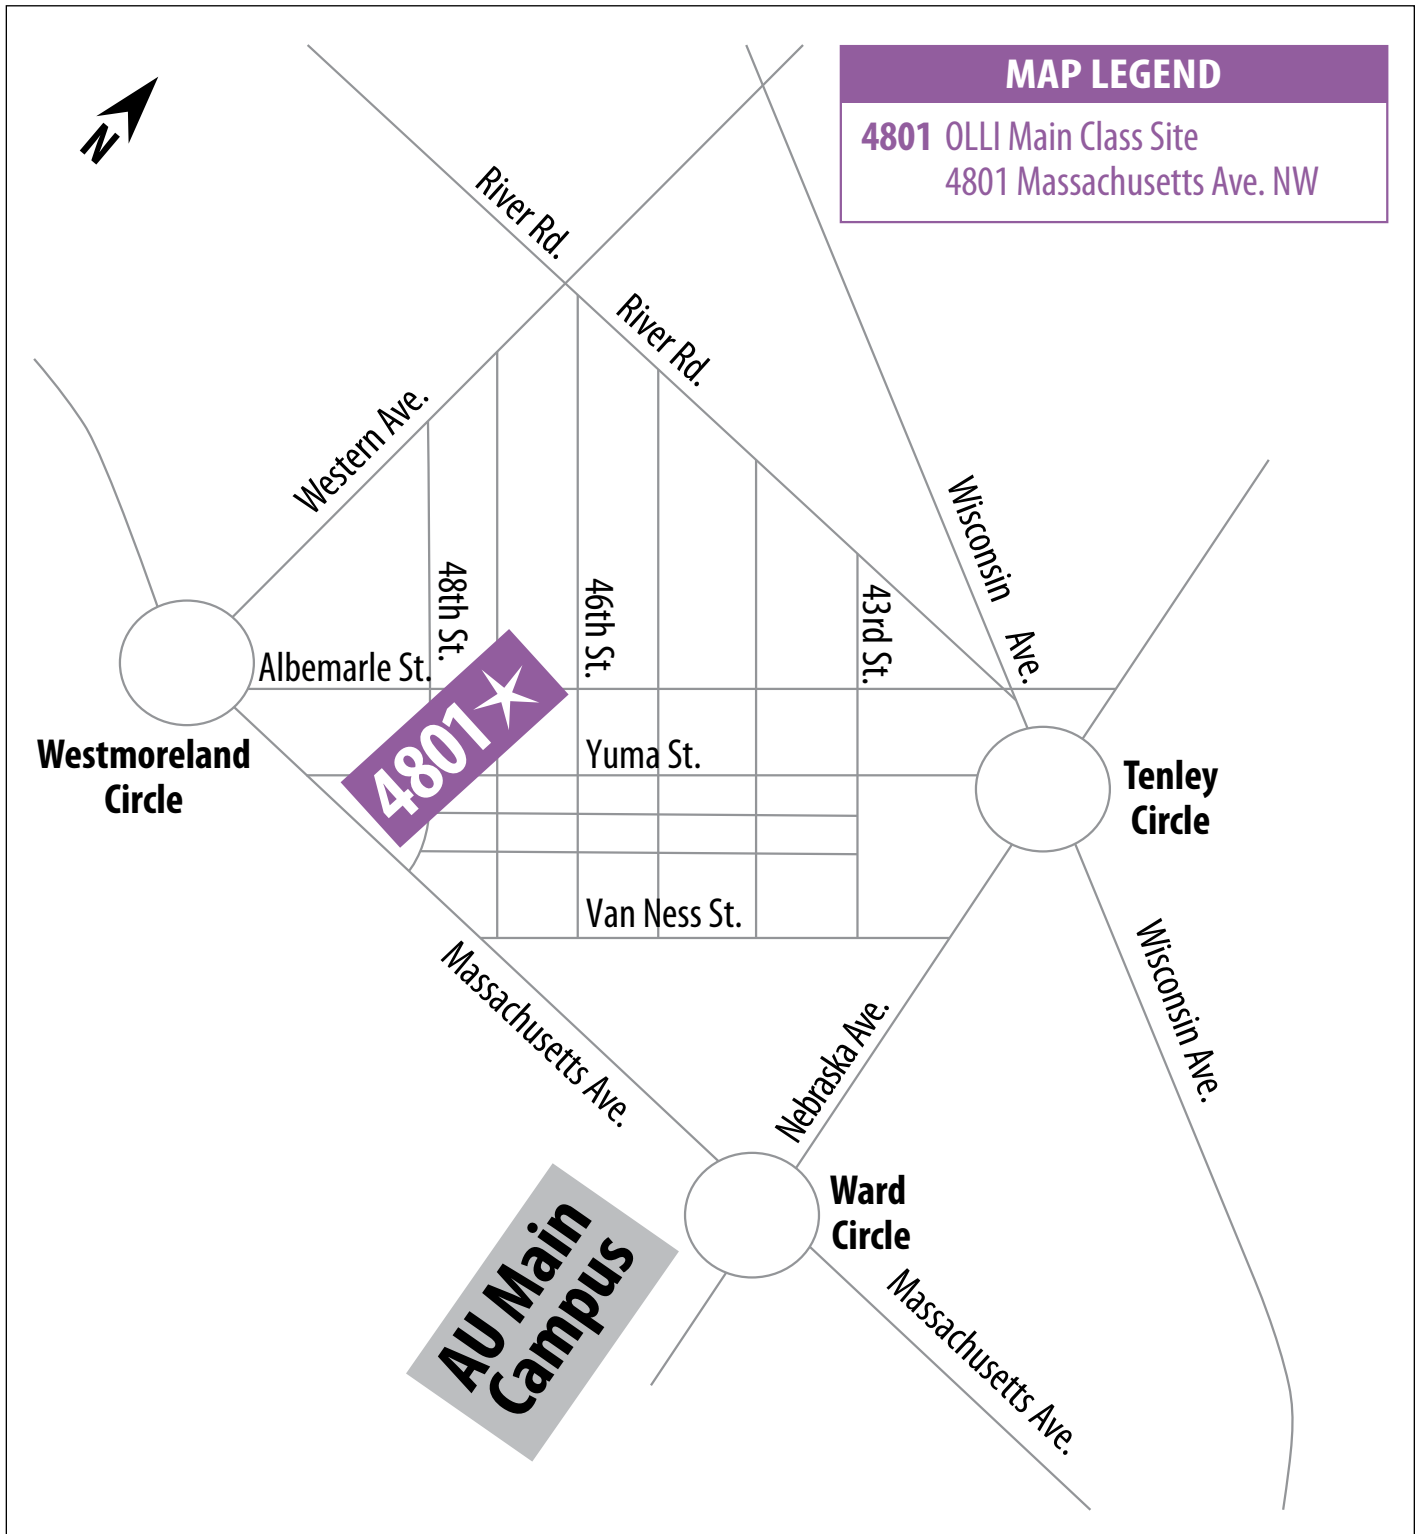 MAP LEGEND
4801 OLLI Main Class Site
4801 Massachusetts Ave. NW
N
River Rd.
River Rd.
Western Ave.
Wisconsin Ave.
48th St.
46th St.
43rd St.
Albemarle St.
4801
Yuma St.
Westmoreland
Circle
Tenley
Circle
Van Ness St.
Massachusetts Ave.
Nebraska Ave.
Wisconsin Ave.
Ward
Circle
AU Main
Campus
Massachusetts Ave.